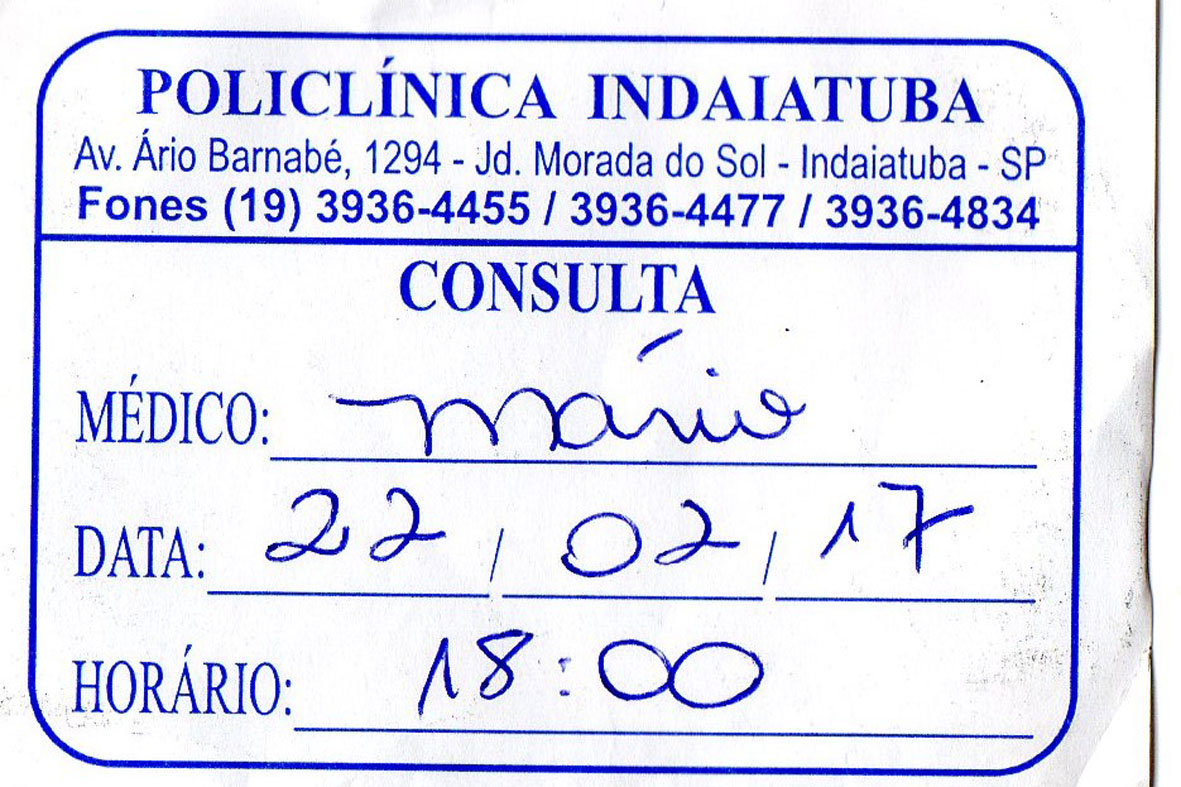 POLICLÍNICA INDAIATUBA
Av. Ário Barnabé, 1294 - Jd. Morada do Sol - Indaiatuba - SP
Fones (19) 3936-4455 / 3936-4477 / 3936-4834
CONSULTA
MÉDICO: Mário
DATA: 22 / 02 / 17
HORÁRIO: 18:00